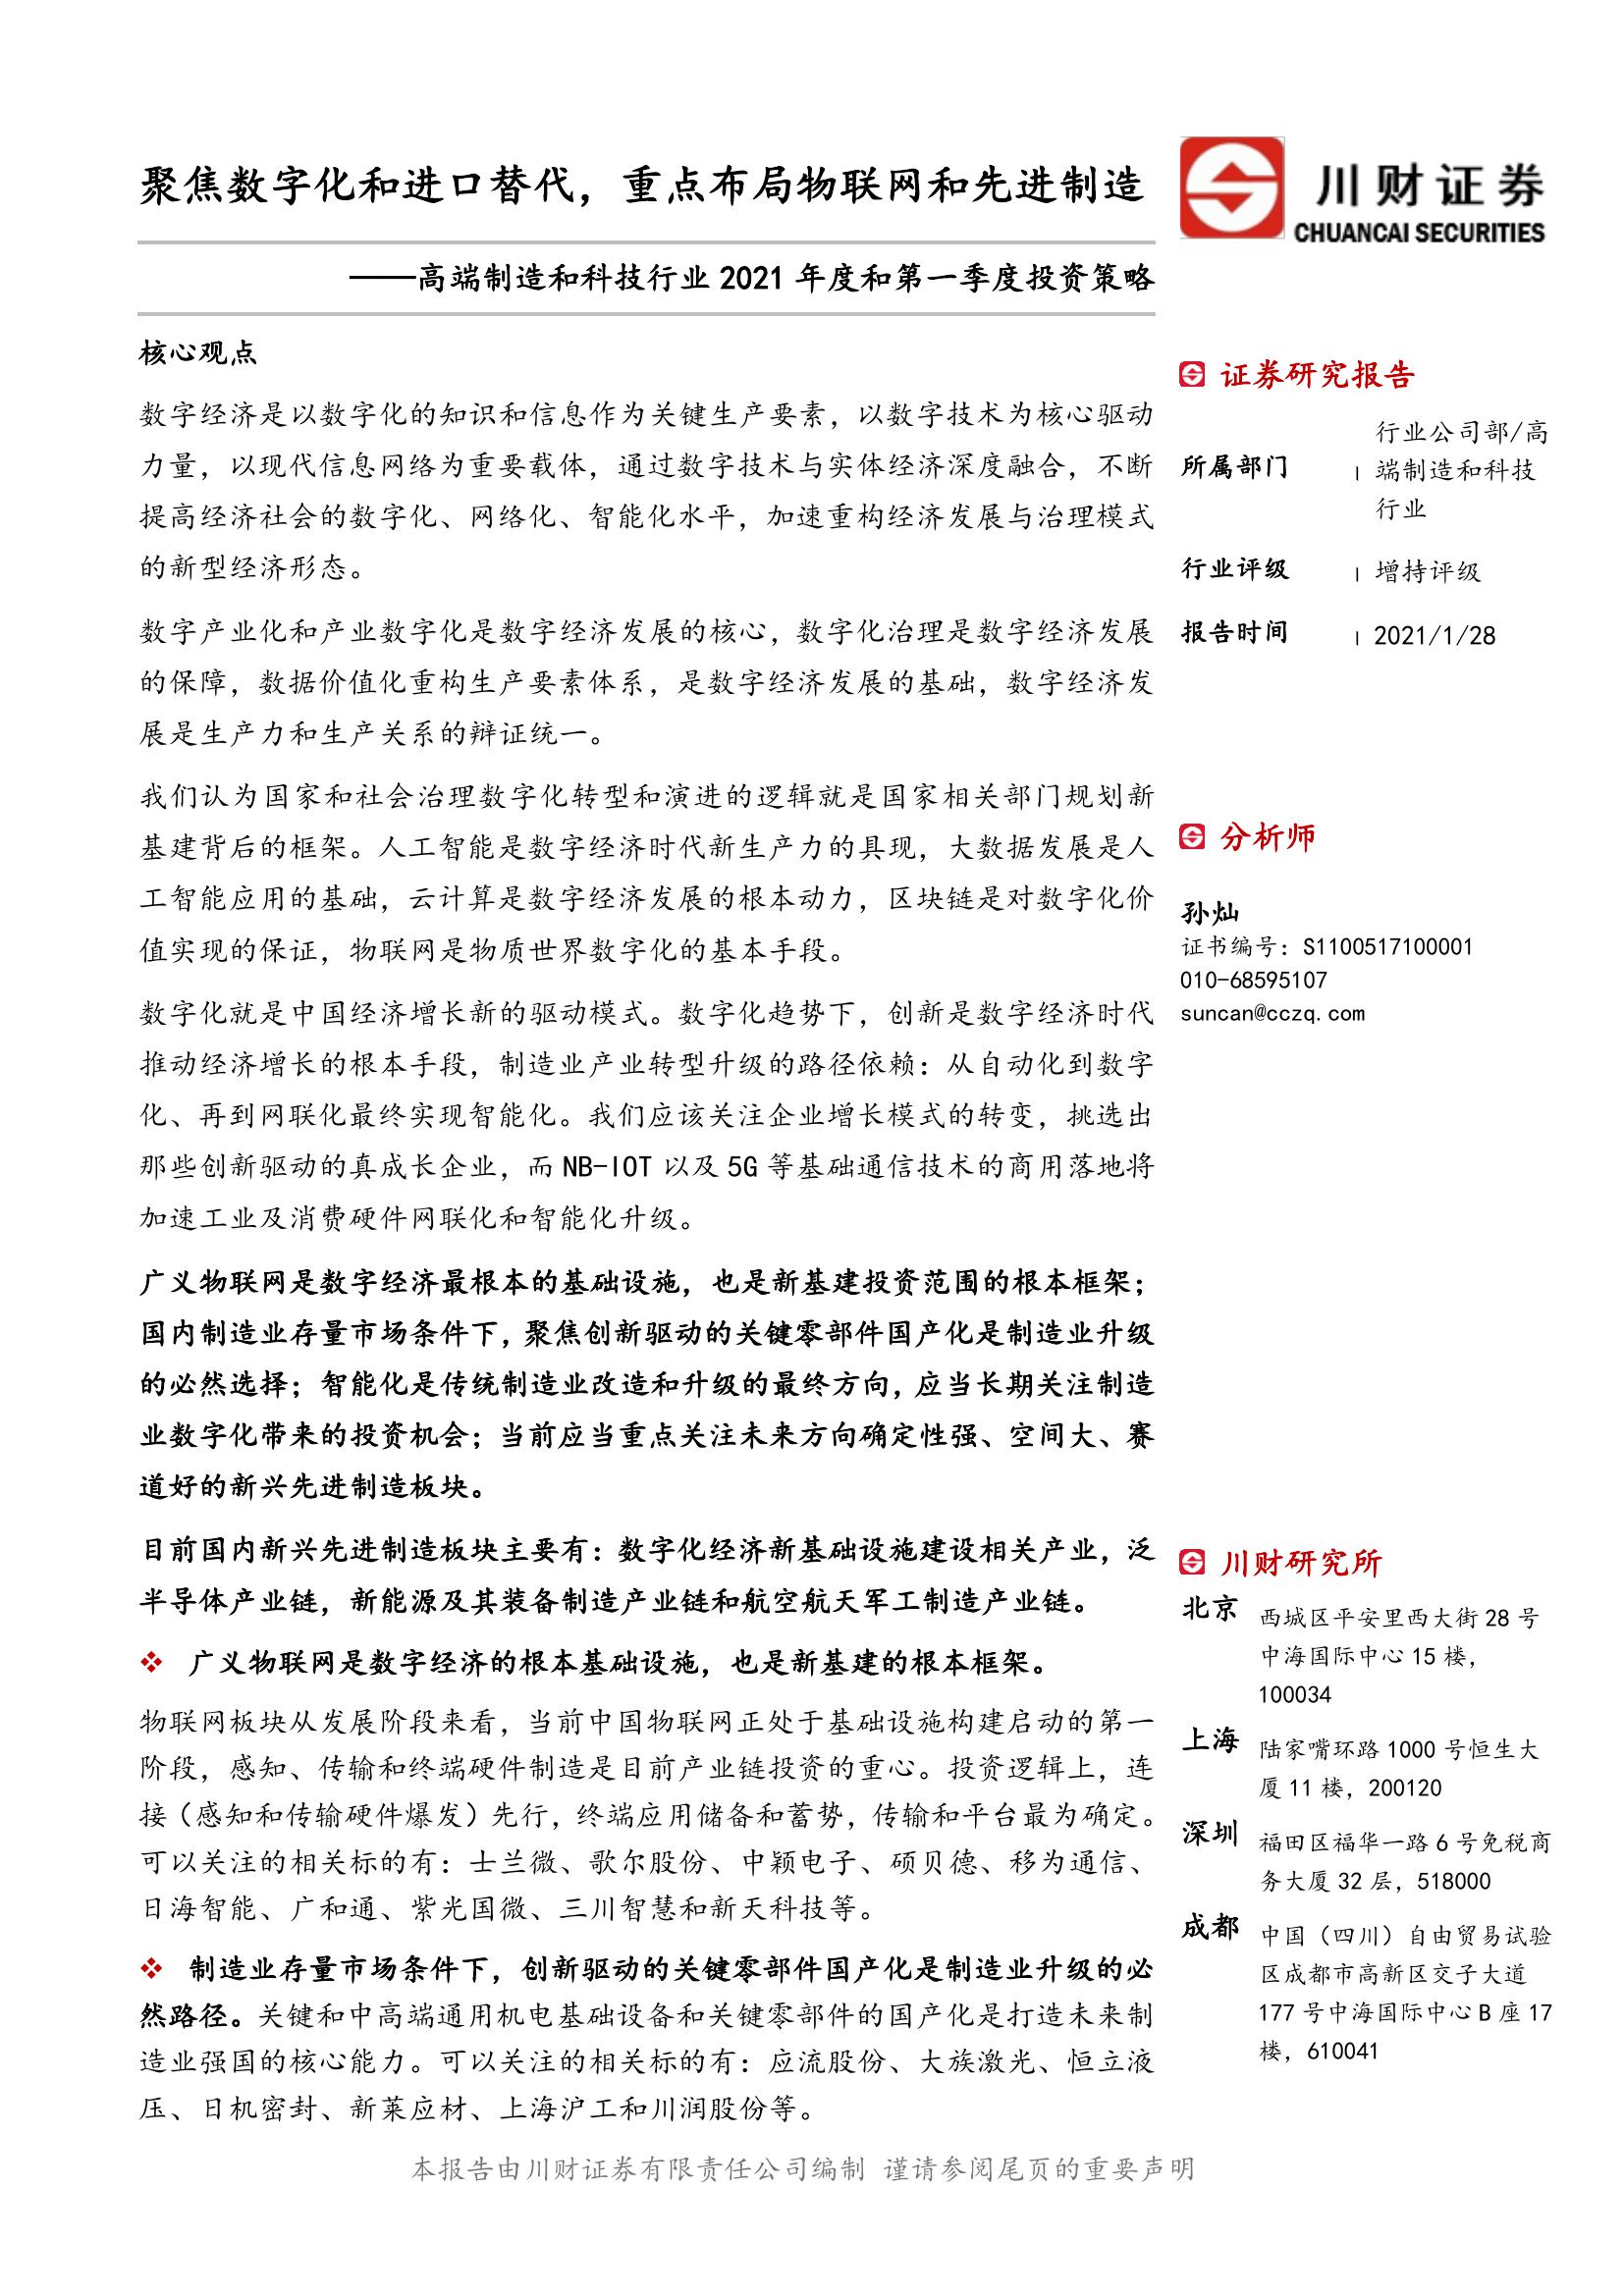 聚焦数字化和进口替代，重点布局物联网和先进制造
川财证券
CHUANCAI SECURITIES
——高端制造和科技行业 2021 年度和第一季度投资策略
核心观点
数字经济是以数字化的知识和信息作为关键生产要素，以数字技术为核心驱动
力量，以现代信息网络为重要载体，通过数字技术与实体经济深度融合，不断
提高经济社会的数字化、网络化、智能化水平，加速重构经济发展与治理模式
的新型经济形态。
数字产业化和产业数字化是数字经济发展的核心，数字化治理是数字经济发展
的保障，数据价值化重构生产要素体系，是数字经济发展的基础，数字经济发
展是生产力和生产关系的辩证统一。
我们认为国家和社会治理数字化转型和演进的逻辑就是国家相关部门规划新
基建背后的框架。人工智能是数字经济时代新生产力的具现，大数据发展是人
工智能应用的基础，云计算是数字经济发展的根本动力，区块链是对数字化价
值实现的保证，物联网是物质世界数字化的基本手段。
数字化就是中国经济增长新的驱动模式。数字化趋势下，创新是数字经济时代
推动经济增长的根本手段，制造业产业转型升级的路径依赖：从自动化到数字
化、再到网联化最终实现智能化。我们应该关注企业增长模式的转变，挑选出
那些创新驱动的真成长企业，而 NB-IOT 以及 5G 等基础通信技术的商用落地将
加速工业及消费硬件网联化和智能化升级。
广义物联网是数字经济最根本的基础设施，也是新基建投资范围的根本框架；
国内制造业存量市场条件下，聚焦创新驱动的关键零部件国产化是制造业升级
的必然选择；智能化是传统制造业改造和升级的最终方向，应当长期关注制造
业数字化带来的投资机会；当前应当重点关注未来方向确定性强、空间大、赛
道好的新兴先进制造板块。
目前国内新兴先进制造板块主要有：数字化经济新基础设施建设相关产业，泛
半导体产业链，新能源及其装备制造产业链和航空航天军工制造产业链。
❖ 广义物联网是数字经济的根本基础设施，也是新基建的根本框架。
物联网板块从发展阶段来看，当前中国物联网正处于基础设施构建启动的第一
阶段，感知、传输和终端硬件制造是目前产业链投资的重心。投资逻辑上，连
接（感知和传输硬件爆发）先行，终端应用储备和蓄势，传输和平台最为确定。
可以关注的相关标的有：士兰微、歌尔股份、中颖电子、硕贝德、移为通信、
日海智能、广和通、紫光国微、三川智慧和新天科技等。
❖ 制造业存量市场条件下，创新驱动的关键零部件国产化是制造业升级的必
然路径。关键和中高端通用机电基础设备和关键零部件的国产化是打造未来制
造业强国的核心能力。可以关注的相关标的有：应流股份、大族激光、恒立液
压、日机密封、新莱应材、上海沪工和川润股份等。
证券研究报告
所属部门 | 行业公司部/高
端制造和科技
行业
行业评级 | 增持评级
报告时间 | 2021/1/28
分析师
孙灿
证书编号：S1100517100001
010-68595107
suncan@cczq.com
川财研究所
北京 西城区平安里西大街 28 号
中海国际中心 15 楼，
100034
上海 陆家嘴环路 1000 号恒生大
厦 11 楼，200120
深圳 福田区福华一路 6 号免税商
务大厦 32 层，518000
成都 中国（四川）自由贸易试验
区成都市高新区交子大道
177 号中海国际中心 B 座 17
楼，610041
本报告由川财证券有限责任公司编制 谨请参阅尾页的重要声明